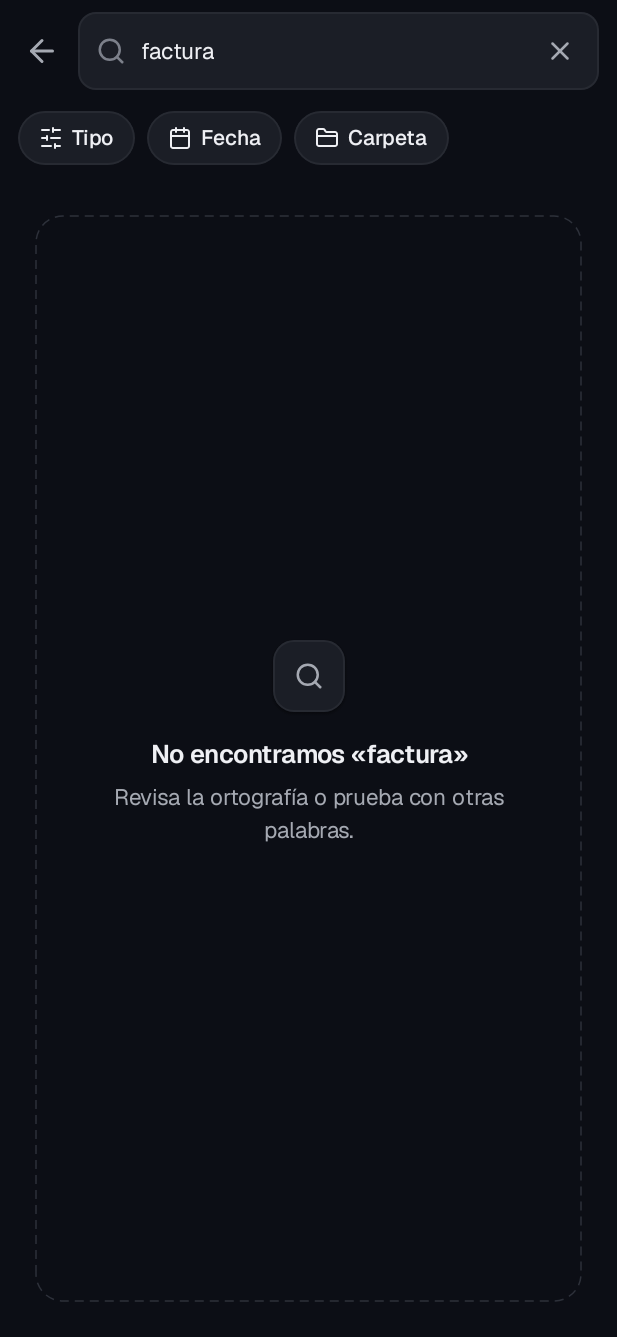 factura
Tipo
Fecha
Carpeta
No encontramos «factura»
Revisa la ortografía o prueba con otras
palabras.